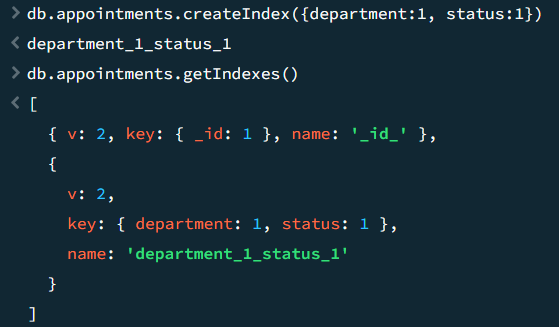 > db.appointments.createIndex({department:1, status:1})
< department_1_status_1
> db.appointments.getIndexes()
< [
{ v: 2, key: { _id: 1 }, name: '_id_' },
{
v: 2,
key: { department: 1, status: 1 },
name: 'department_1_status_1'
}
]